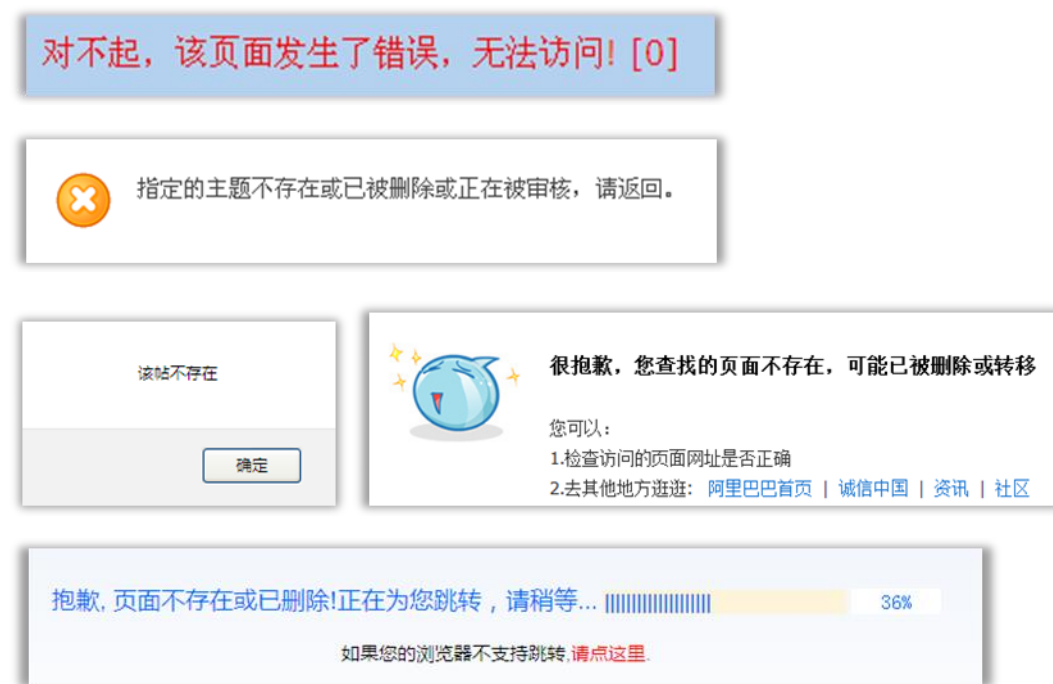 对不起，该页面发生了错误，无法访问! [0]
指定的主题不存在或已被删除或正在被审核，请返回。
该帖不存在
确定
很抱歉，您查找的页面不存在，可能已被删除或转移
您可以：
1.检查访问的页面网址是否正确
2.去其他地方逛逛： 阿里巴巴首页 | 诚信中国 | 资讯 | 社区
抱歉, 页面不存在或已删除!正在为您跳转，请稍等... 36%
如果您的浏览器不支持跳转,请点这里.